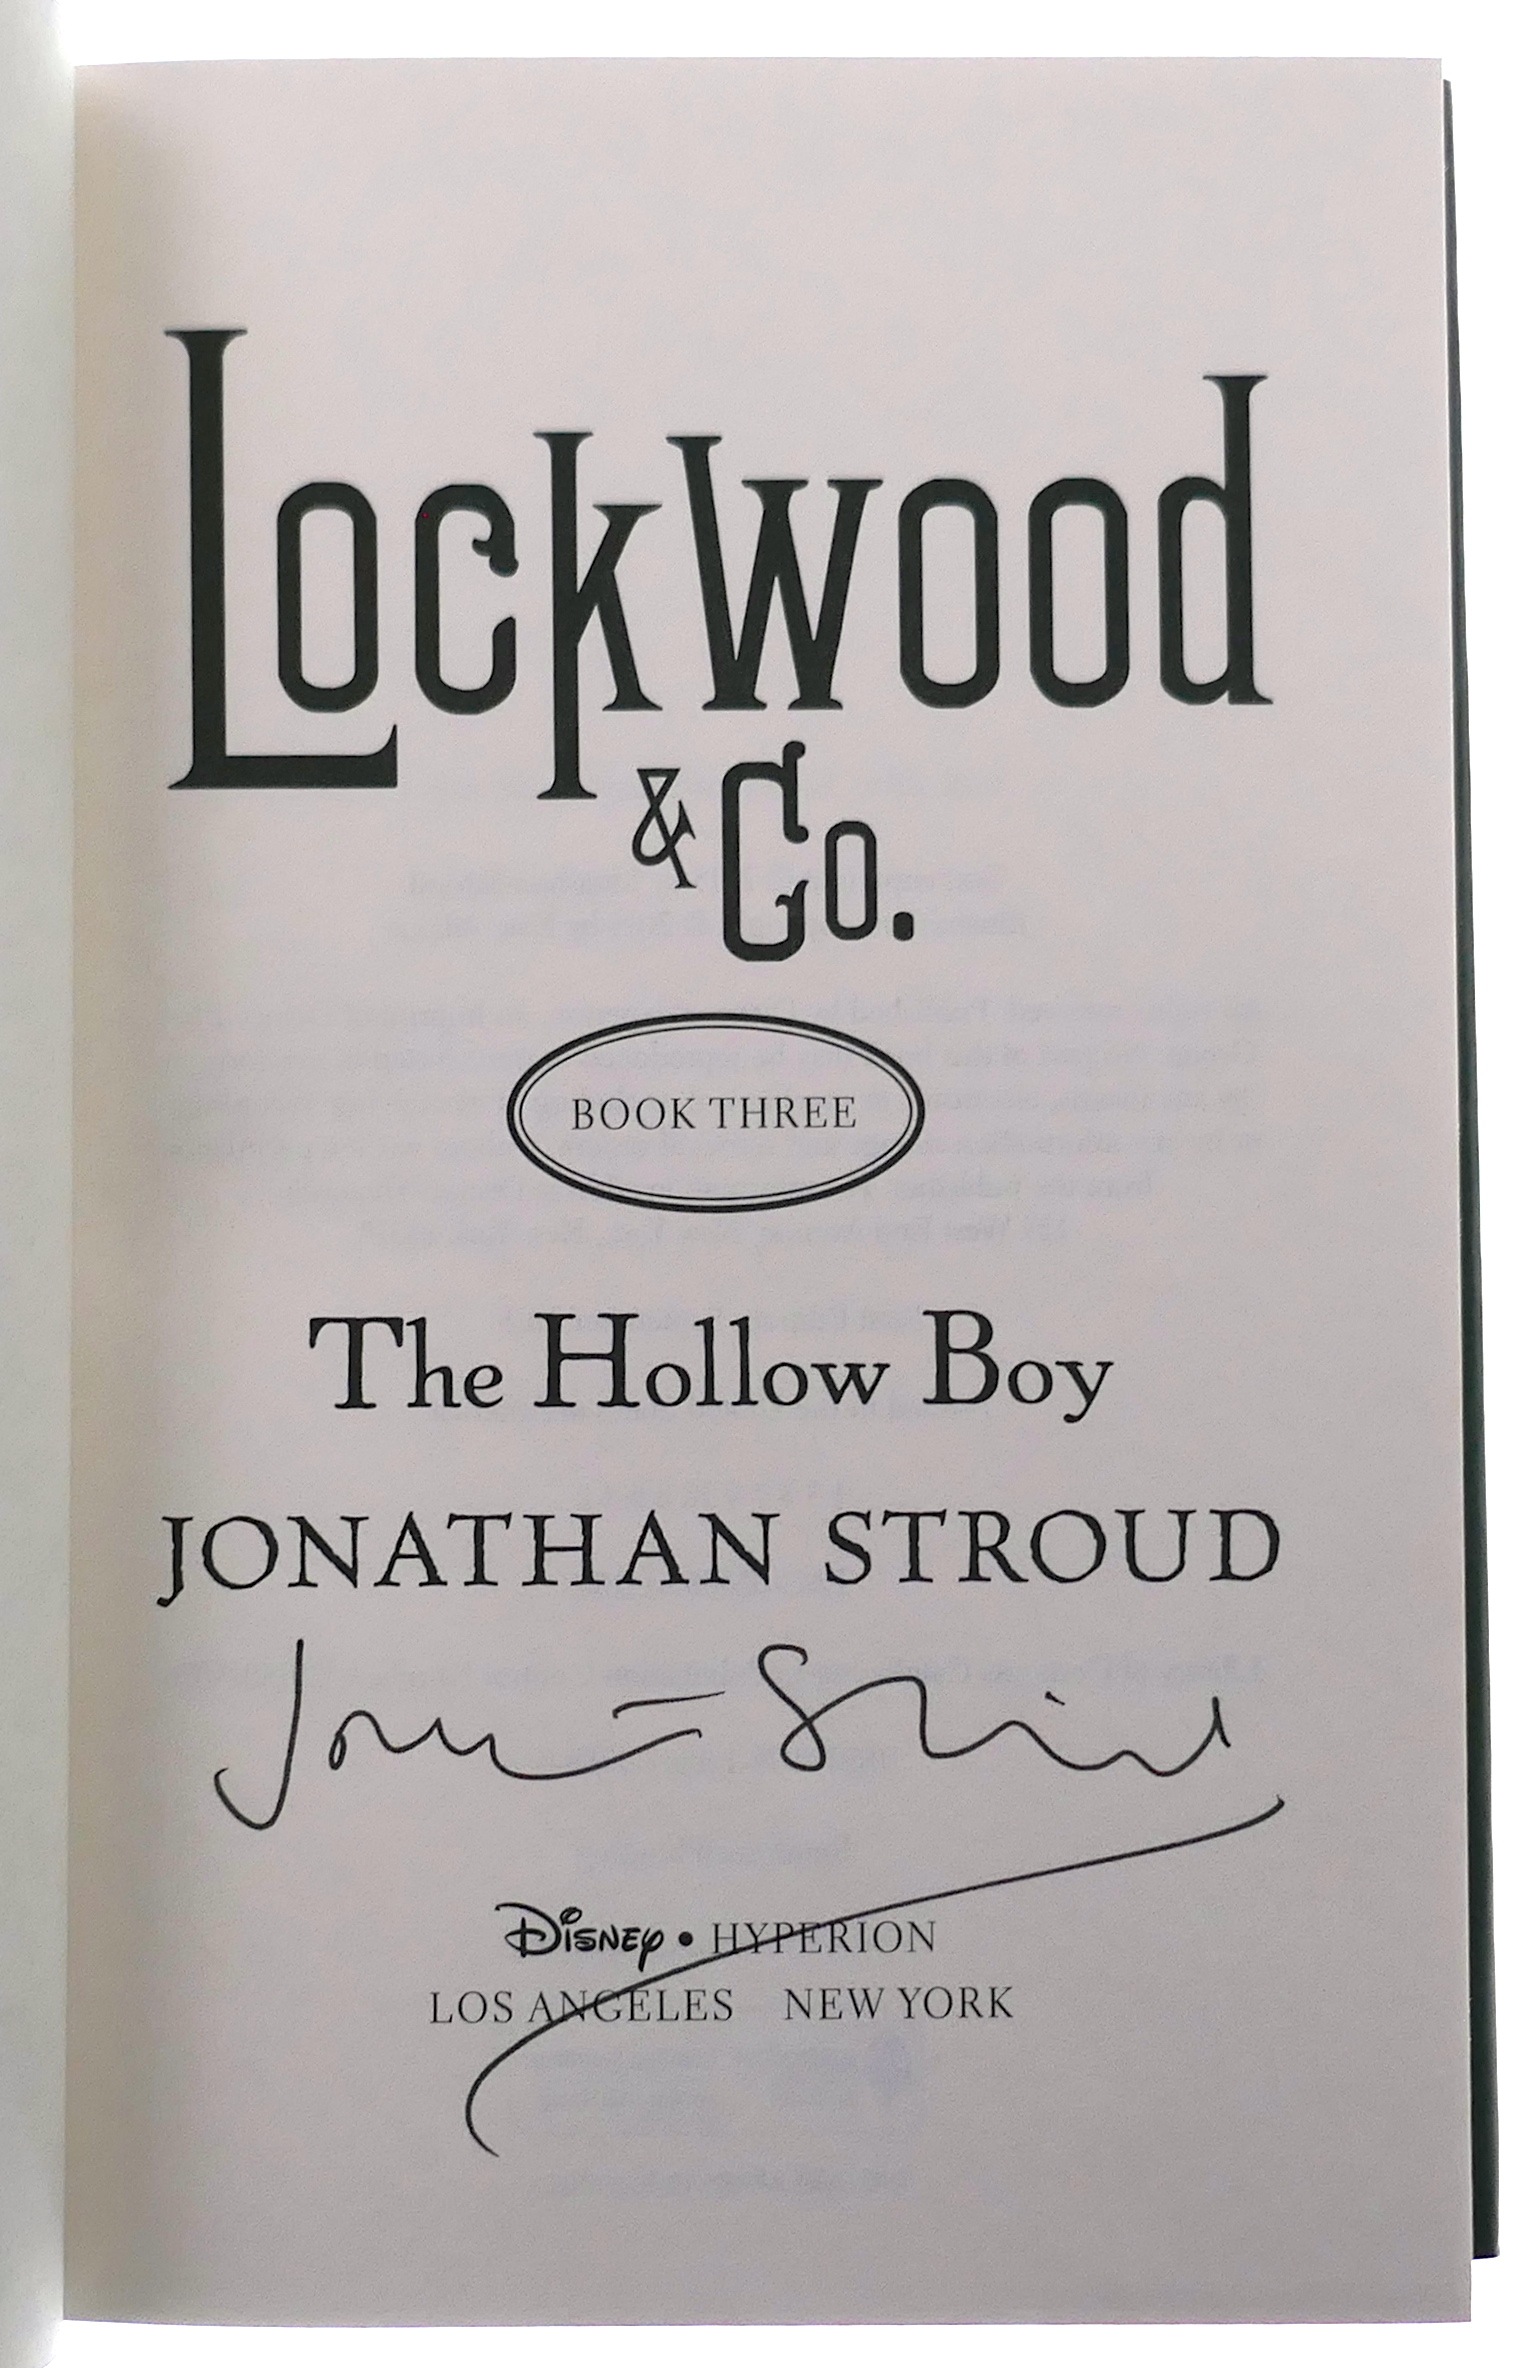 Lockwood
& Co.
BOOK THREE
The Hollow Boy
JONATHAN STROUD
DISNEY • HYPERION
LOS ANGELES NEW YORK